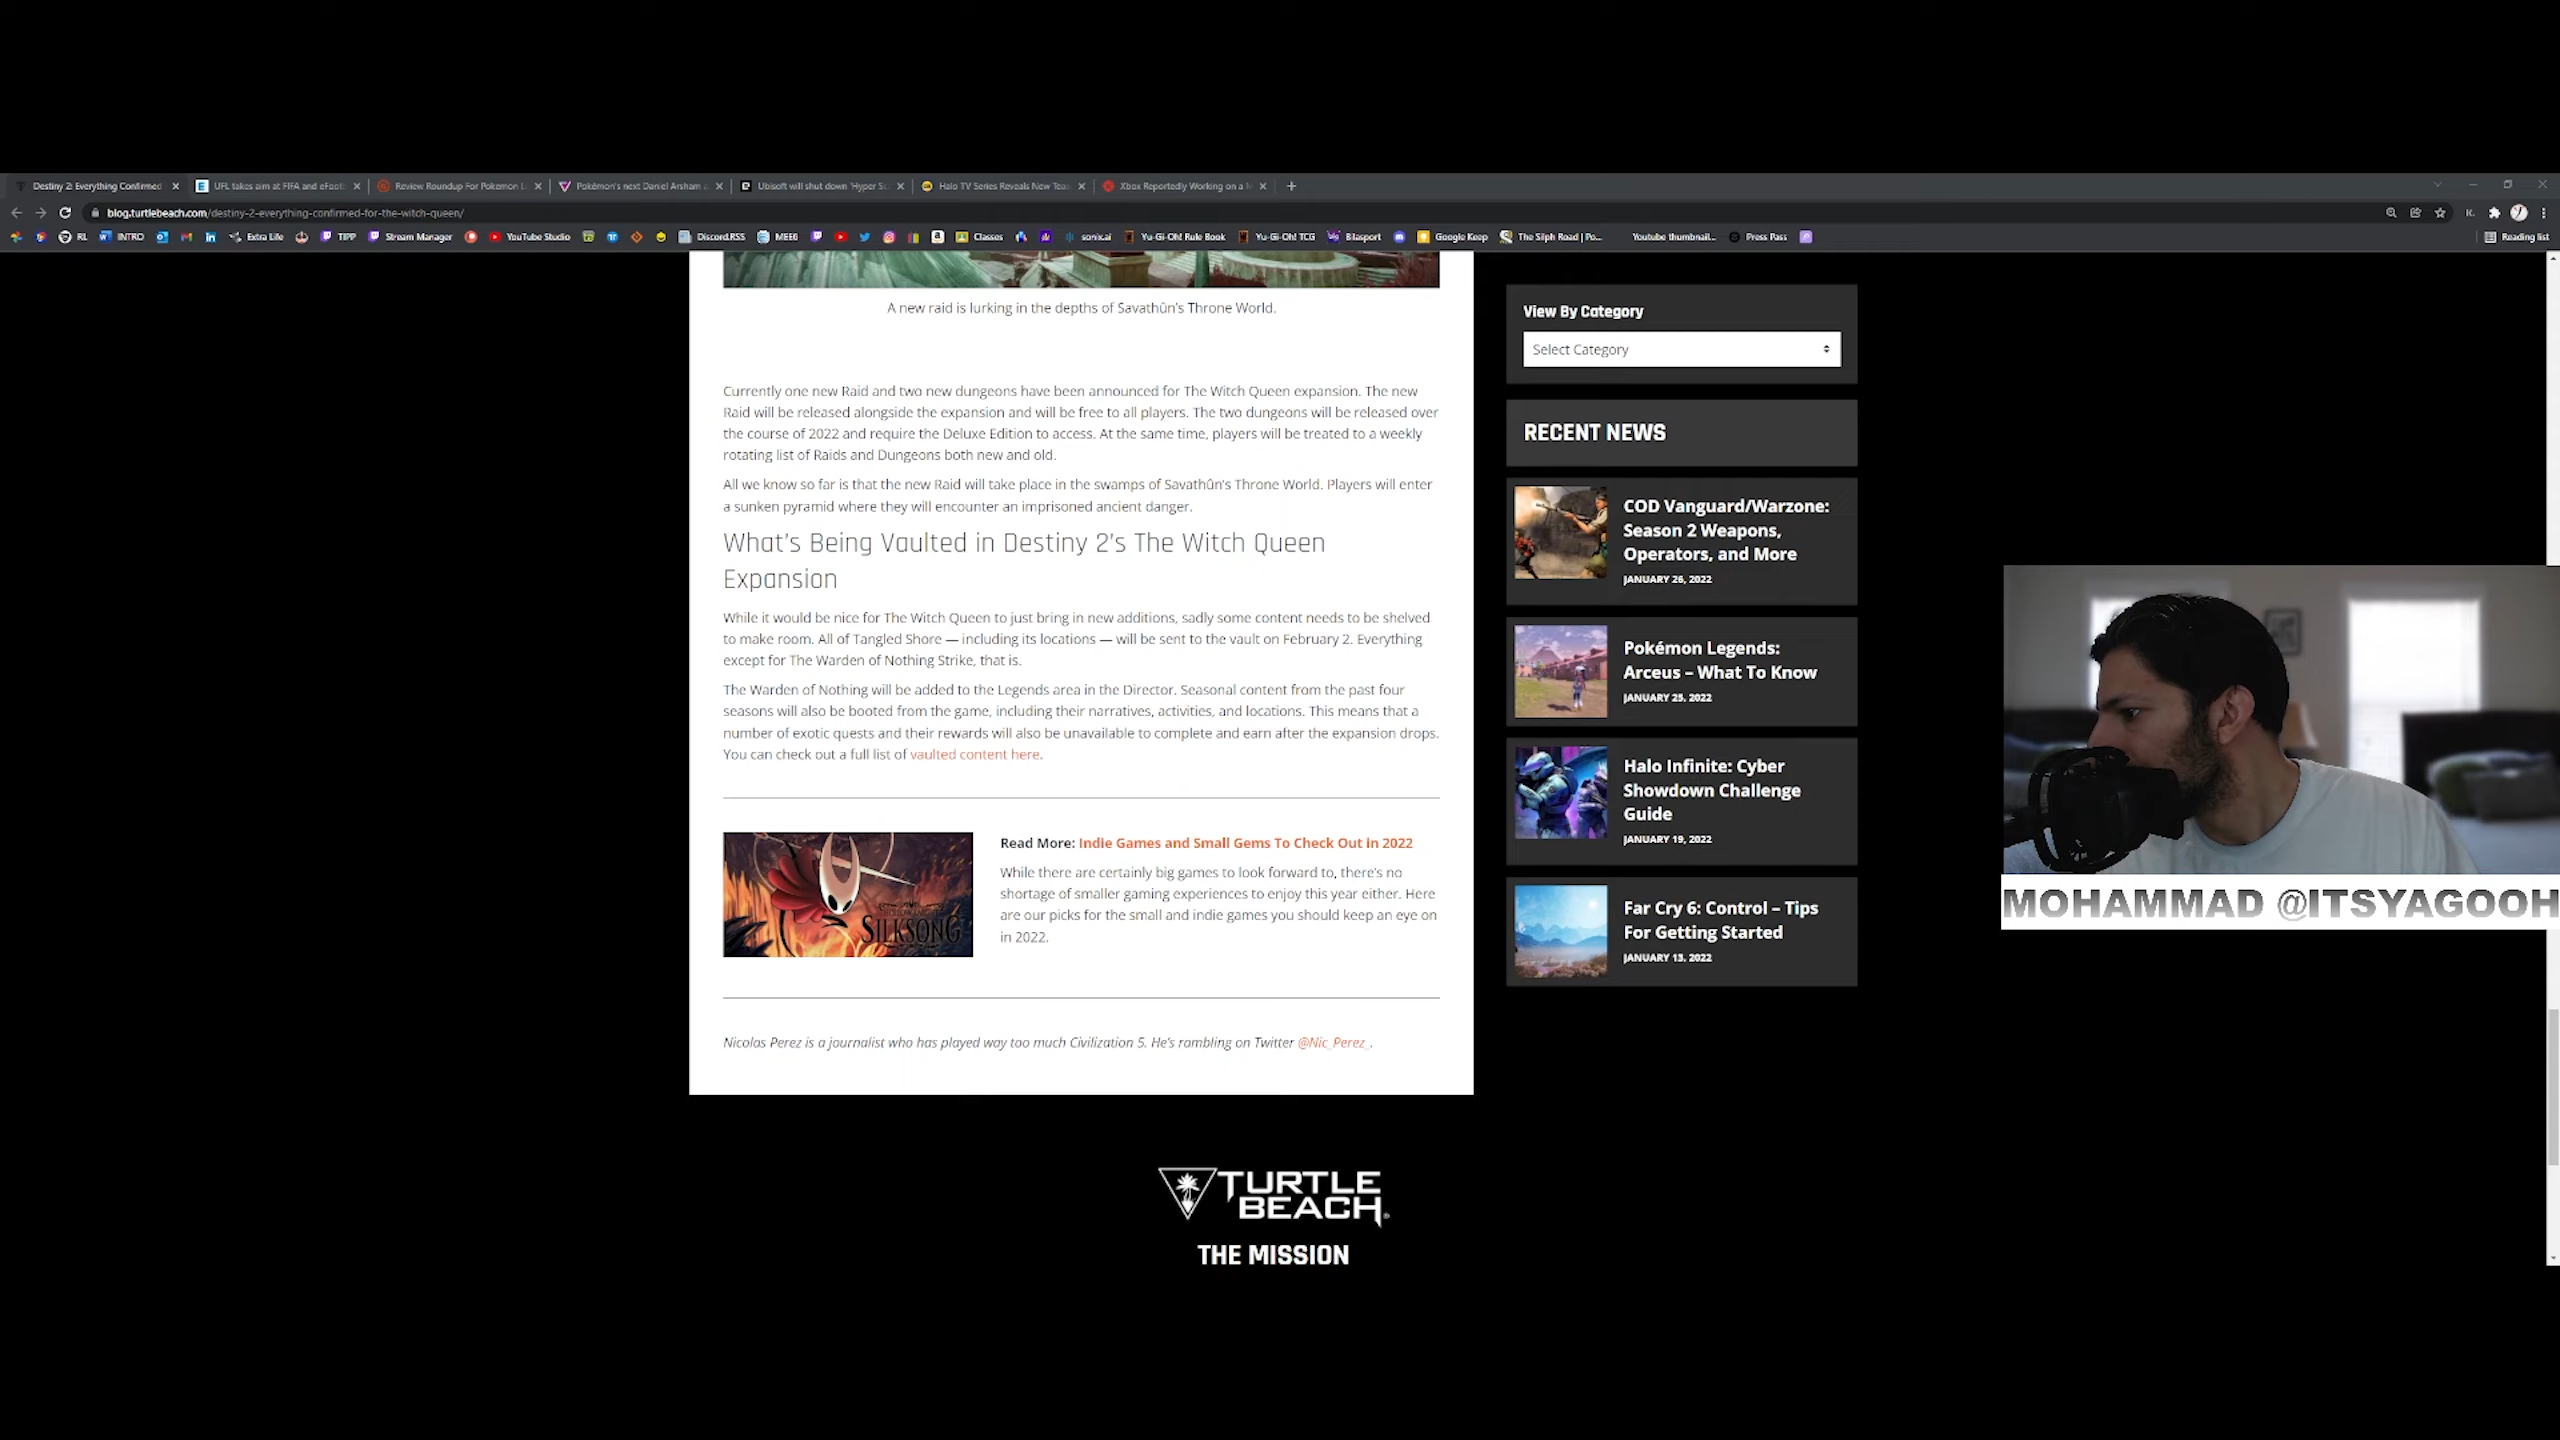 Destiny 2: Everything Confirmed
UFL takes aim at FIFA and eFootb
Review Roundup For Pokemon L
Pokémon's next Daniel Arsham
Ubisoft will shut down 'Hyper Sc
Halo TV Series Reveals New Teas
Xbox Reportedly Working on a
blog.turtlebeach.com/destiny-2-everything-confirmed-for-the-witch-queen/
RL
INTRO
Extra Life
TIPP
Stream Manager
YouTube Studio
Discord.RSS
MEE6
Classes
sonix.ai
Yu-Gi-Oh! Rule Book
Yu-Gi-Oh! TCG
Bilasport
Google Keep
The Silph Road | Po...
Youtube thumbnail...
Press Pass
Reading list
A new raid is lurking in the depths of Savathûn's Throne World.
Currently one new Raid and two new dungeons have been announced for The Witch Queen expansion. The new
Raid will be released alongside the expansion and will be free to all players. The two dungeons will be released over
the course of 2022 and require the Deluxe Edition to access. At the same time, players will be treated to a weekly
rotating list of Raids and Dungeons both new and old.
All we know so far is that the new Raid will take place in the swamps of Savathûn's Throne World. Players will enter
a sunken pyramid where they will encounter an imprisoned ancient danger.
What's Being Vaulted in Destiny 2's The Witch Queen
Expansion
While it would be nice for The Witch Queen to just bring in new additions, sadly some content needs to be shelved
to make room. All of Tangled Shore — including its locations — will be sent to the vault on February 2. Everything
except for The Warden of Nothing Strike, that is.
The Warden of Nothing will be added to the Legends area in the Director. Seasonal content from the past four
seasons will also be booted from the game, including their narratives, activities, and locations. This means that a
number of exotic quests and their rewards will also be unavailable to complete and earn after the expansion drops.
You can check out a full list of vaulted content here.
SILKSONG
Read More: Indie Games and Small Gems To Check Out in 2022
While there are certainly big games to look forward to, there's no
shortage of smaller gaming experiences to enjoy this year either. Here
are our picks for the small and indie games you should keep an eye on
in 2022.
Nicolas Perez is a journalist who has played way too much Civilization 5. He's rambling on Twitter @Nic_Perez_.
View By Category
Select Category
RECENT NEWS
COD Vanguard/Warzone:
Season 2 Weapons,
Operators, and More
JANUARY 26, 2022
Pokémon Legends:
Arceus – What To Know
JANUARY 25, 2022
Halo Infinite: Cyber
Showdown Challenge
Guide
JANUARY 19, 2022
Far Cry 6: Control – Tips
For Getting Started
JANUARY 13, 2022
MOHAMMAD @ITSYAGOOH
TURTLE
BEACH®
THE MISSION